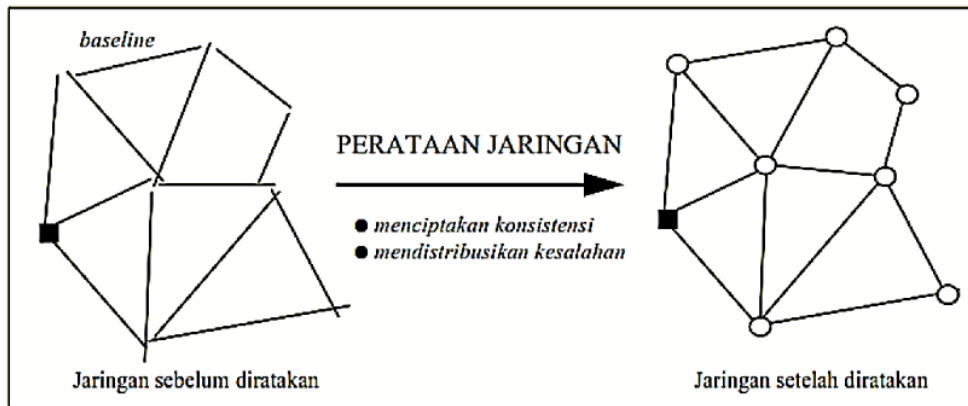 baseline
PERATAAN JARINGAN
● menciptakan konsistensi
● mendistribusikan kesalahan
Jaringan sebelum diratakan
Jaringan setelah diratakan